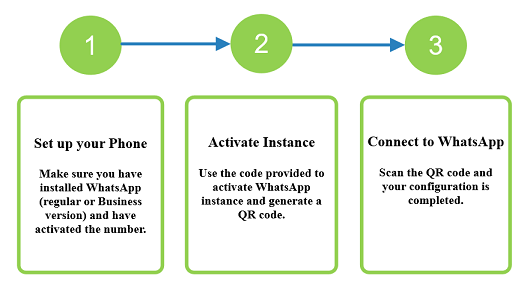 1
2
3
Set up your Phone
Make sure you have
installed WhatsApp
(regular or Business
version) and have
activated the number.
Activate Instance
Use the code provided to
activate WhatsApp
instance and generate a
QR code.
Connect to WhatsApp
Scan the QR code and
your configuration is
completed.